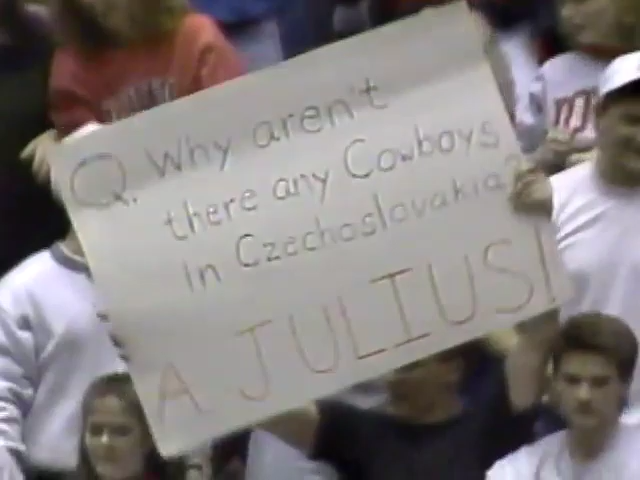 Q. Why aren't
there any Cowboys
in Czechoslovakia?
A JULIUS!